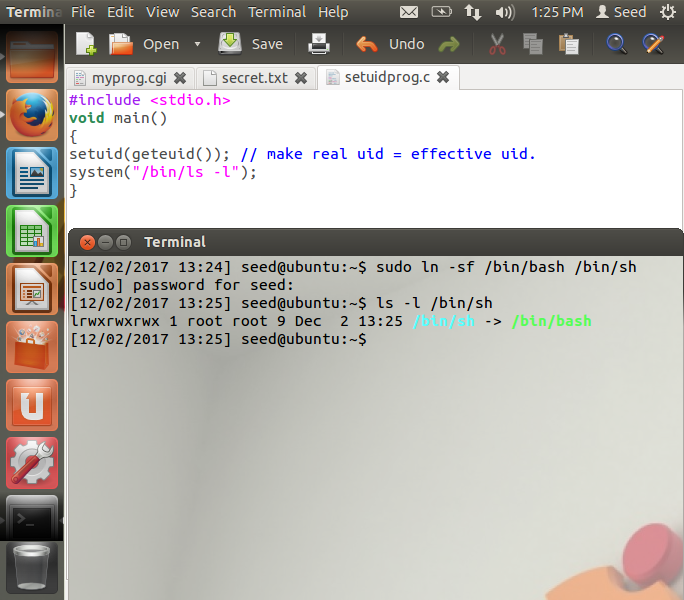 Terminal File Edit View Search Terminal Help 1:25 PM Seed
Open Save Undo
myprog.cgi secret.txt setuidprog.c
#include <stdio.h>
void main()
{
setuid(geteuid()); // make real uid = effective uid.
system("/bin/ls -l");
}
Terminal
[12/02/2017 13:24] seed@ubuntu:~$ sudo ln -sf /bin/bash /bin/sh
[sudo] password for seed:
[12/02/2017 13:25] seed@ubuntu:~$ ls -l /bin/sh
lrwxrwxrwx 1 root root 9 Dec  2 13:25 /bin/sh -> /bin/bash
[12/02/2017 13:25] seed@ubuntu:~$